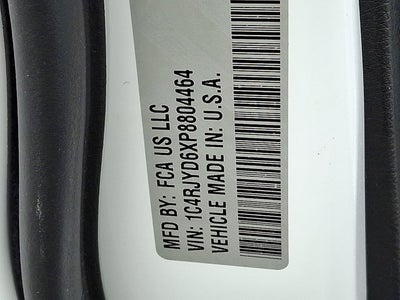 MFD BY: FCA US LLC
VIN: 1C4RJYD6XP8804464
VEHICLE MADE IN: U.S.A.